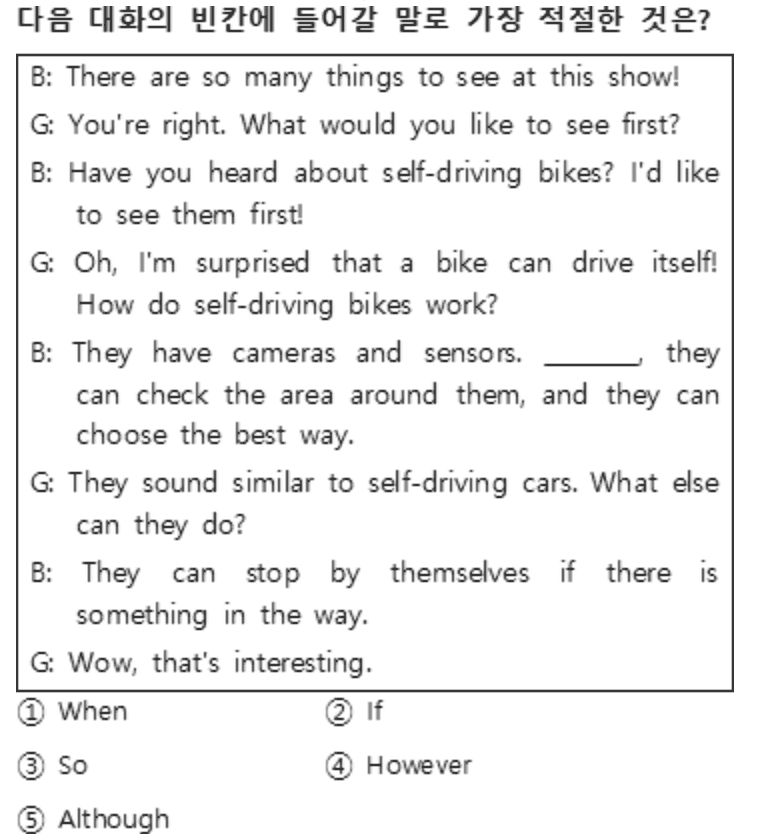 다음 대화의 빈칸에 들어갈 말로 가장 적절한 것은?
B: There are so many things to see at this show!
G: You're right. What would you like to see first?
B: Have you heard about self-driving bikes? I'd like
to see them first!
G: Oh, I'm surprised that a bike can drive itself!
How do self-driving bikes work?
B: They have cameras and sensors. _______, they
can check the area around them, and they can
choose the best way.
G: They sound similar to self-driving cars. What else
can they do?
B: They can stop by themselves if there is
something in the way.
G: Wow, that's interesting.
① When ② If
③ So ④ However
⑤ Although